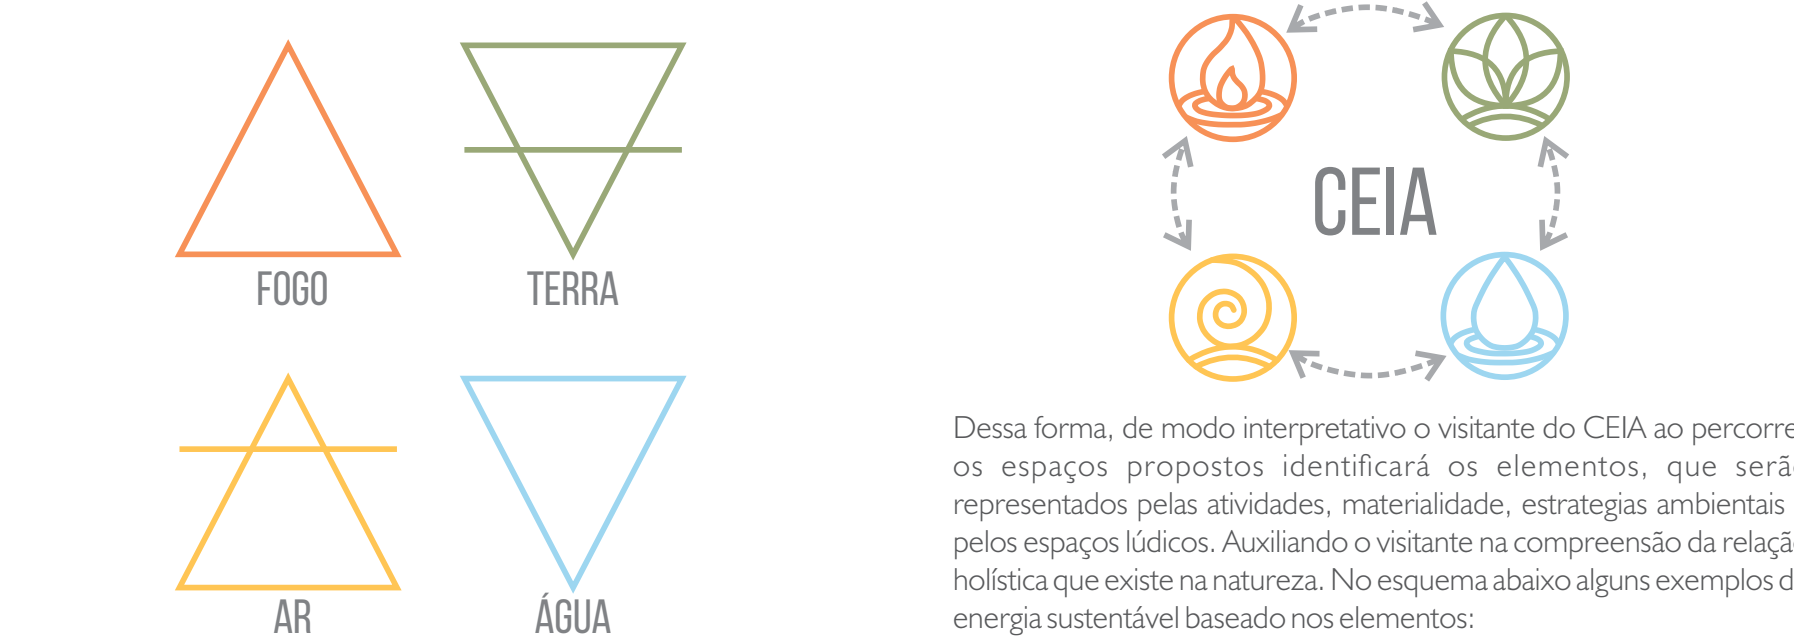 FOGO
TERRA
AR
ÁGUA
CEIA
Dessa forma, de modo interpretativo o visitante do CEIA ao percorre
os espaços propostos identificará os elementos, que serã
representados pelas atividades, materialidade, estrategias ambientais
pelos espaços lúdicos. Auxiliando o visitante na compreensão da relaçã
holística que existe na natureza. No esquema abaixo alguns exemplos d
energia sustentável baseado nos elementos: